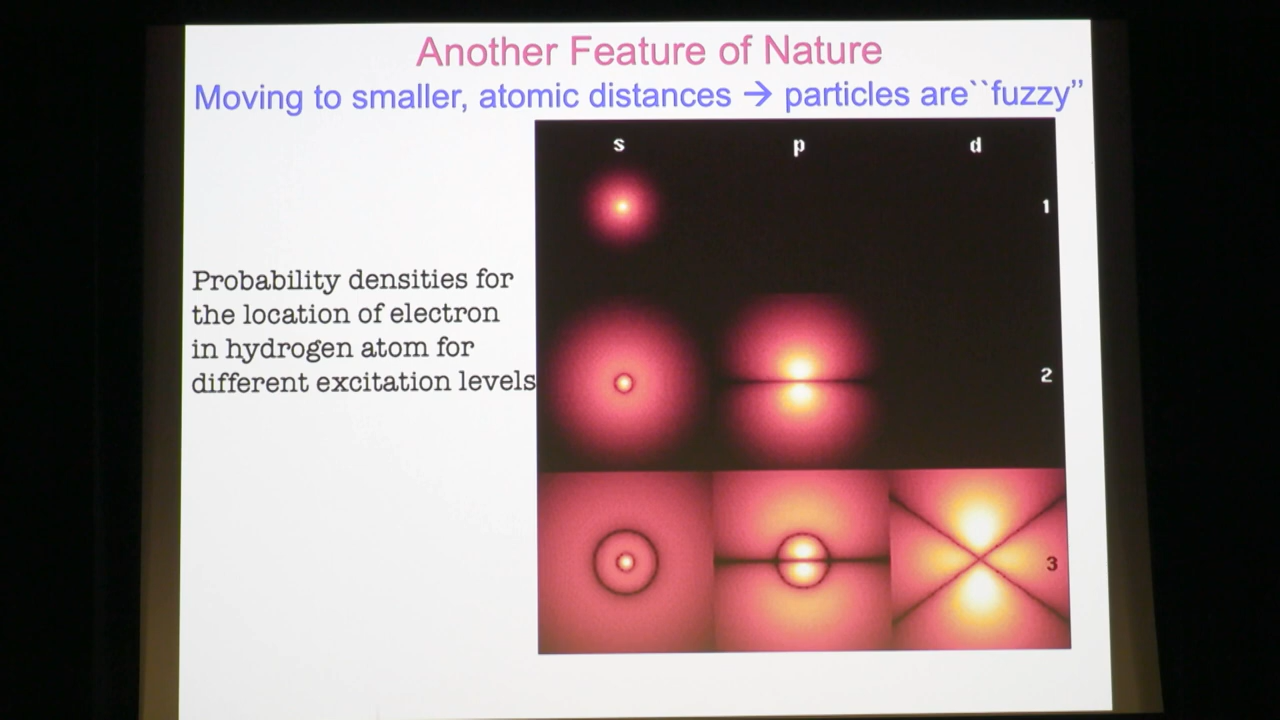 Another Feature of Nature
Moving to smaller, atomic distances → particles are``fuzzy”
s p d
1
Probability densities for
the location of electron
in hydrogen atom for
different excitation levels
2
3